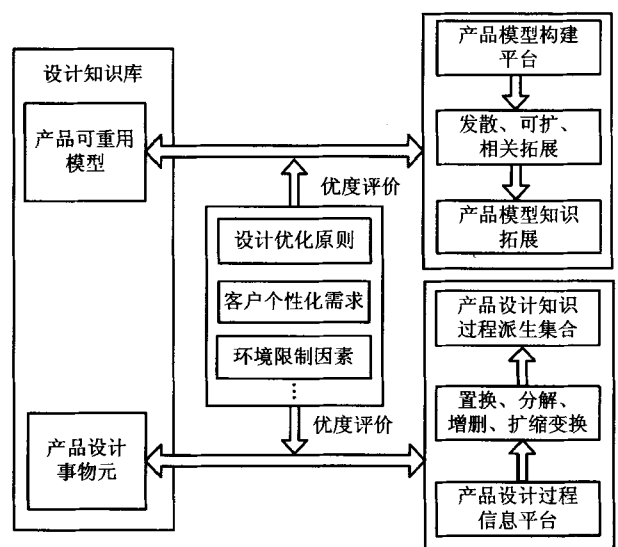 设计知识库
产品可重用
模型
产品设计
事物元
优度评价
设计优化原则
客户个性化需求
环境限制因素
⋮
优度评价
产品模型构建
平台
发散、可扩、
相关拓展
产品模型知识
拓展
产品设计知识
过程派生集合
置换、分解、
增删、扩缩变换
产品设计过程
信息平台